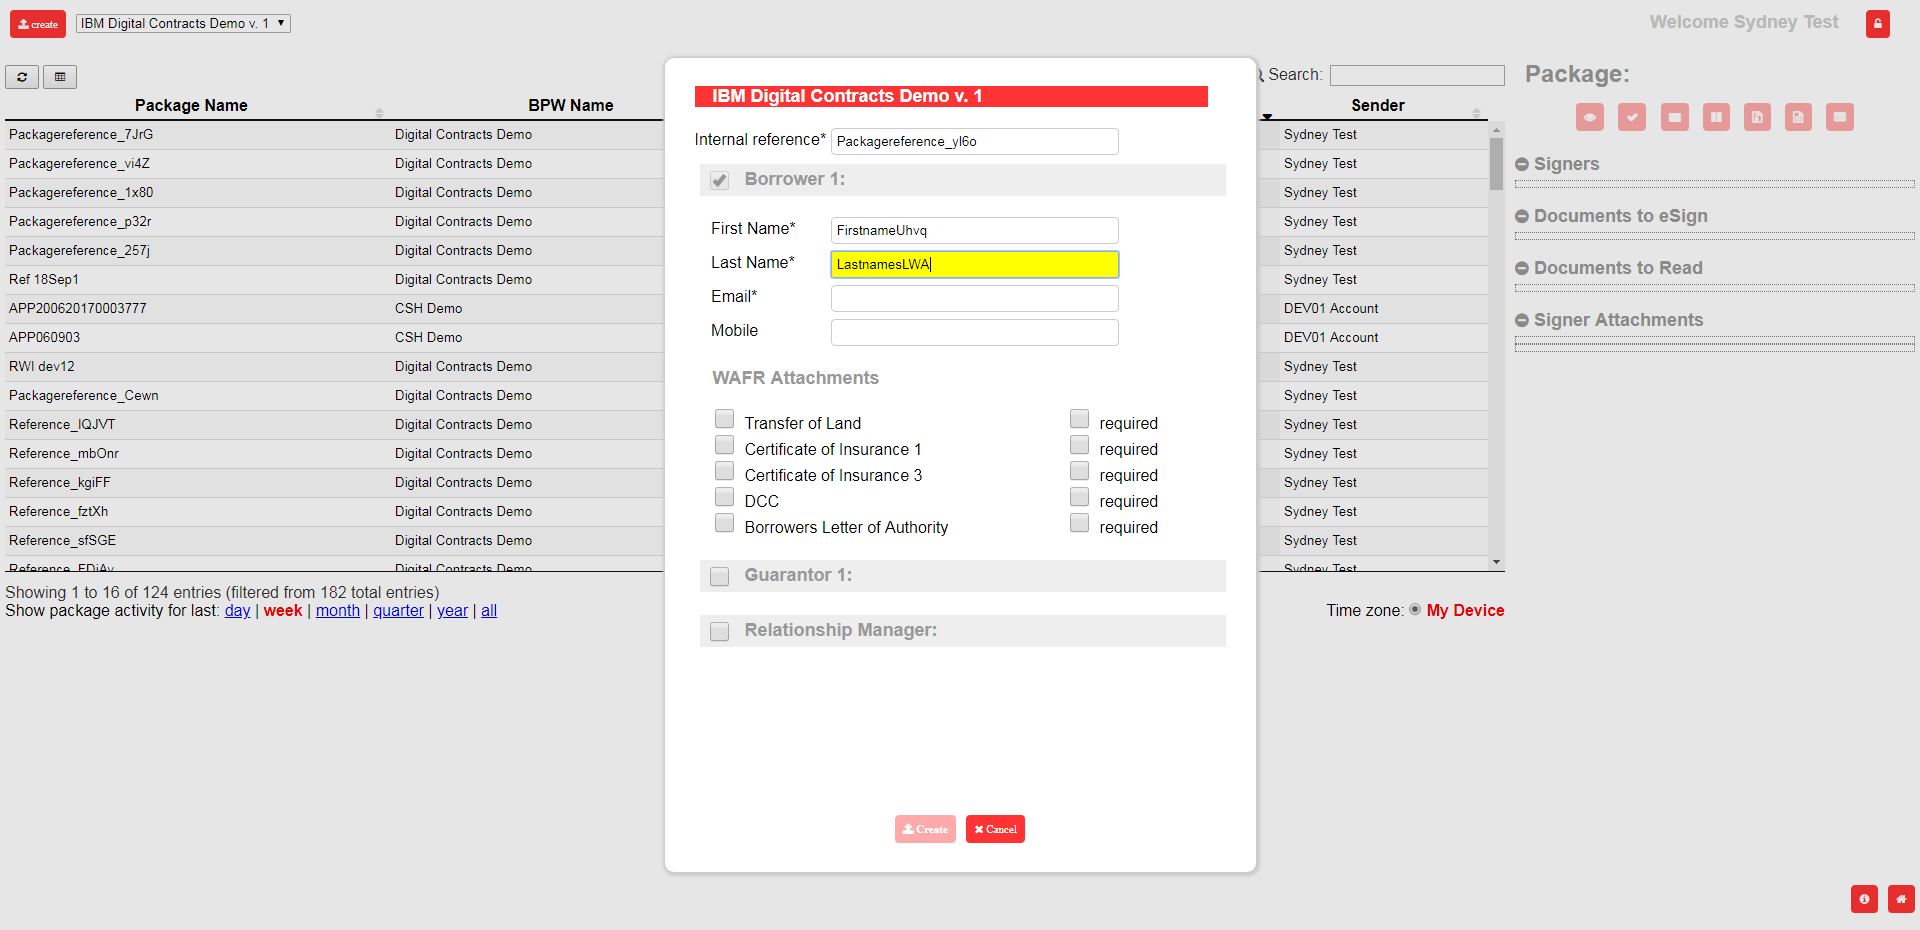 create
IBM Digital Contracts Demo v. 1
Welcome Sydney Test
Search:
Package Name
BPW Name
Sender
Packagereference_7JrG Digital Contracts Demo Sydney Test
Packagereference_vi4Z Digital Contracts Demo Sydney Test
Packagereference_1x80 Digital Contracts Demo Sydney Test
Packagereference_p32r Digital Contracts Demo Sydney Test
Packagereference_257j Digital Contracts Demo Sydney Test
Ref 18Sep1 Digital Contracts Demo Sydney Test
APP200620170003777 CSH Demo DEV01 Account
APP060903 CSH Demo DEV01 Account
RWI dev12 Digital Contracts Demo Sydney Test
Packagereference_Cewn Digital Contracts Demo Sydney Test
Reference_IQJVT Digital Contracts Demo Sydney Test
Reference_mbOnr Digital Contracts Demo Sydney Test
Reference_kgiFF Digital Contracts Demo Sydney Test
Reference_fztXh Digital Contracts Demo Sydney Test
Reference_sfSGE Digital Contracts Demo Sydney Test
Digital Contracts Demo Sydney Test
Showing 1 to 16 of 124 entries (filtered from 182 total entries)
Show package activity for last: day | week | month | quarter | year | all
Time zone: My Device
IBM Digital Contracts Demo v. 1
Internal reference* Packagereference_yl6o
Borrower 1:
First Name* FirstnameUhvq
Last Name* LastnamesLWA
Email*
Mobile
WAFR Attachments
Transfer of Land required
Certificate of Insurance 1 required
Certificate of Insurance 3 required
DCC required
Borrowers Letter of Authority required
Guarantor 1:
Relationship Manager:
Create
Cancel
Package:
Signers
Documents to eSign
Documents to Read
Signer Attachments